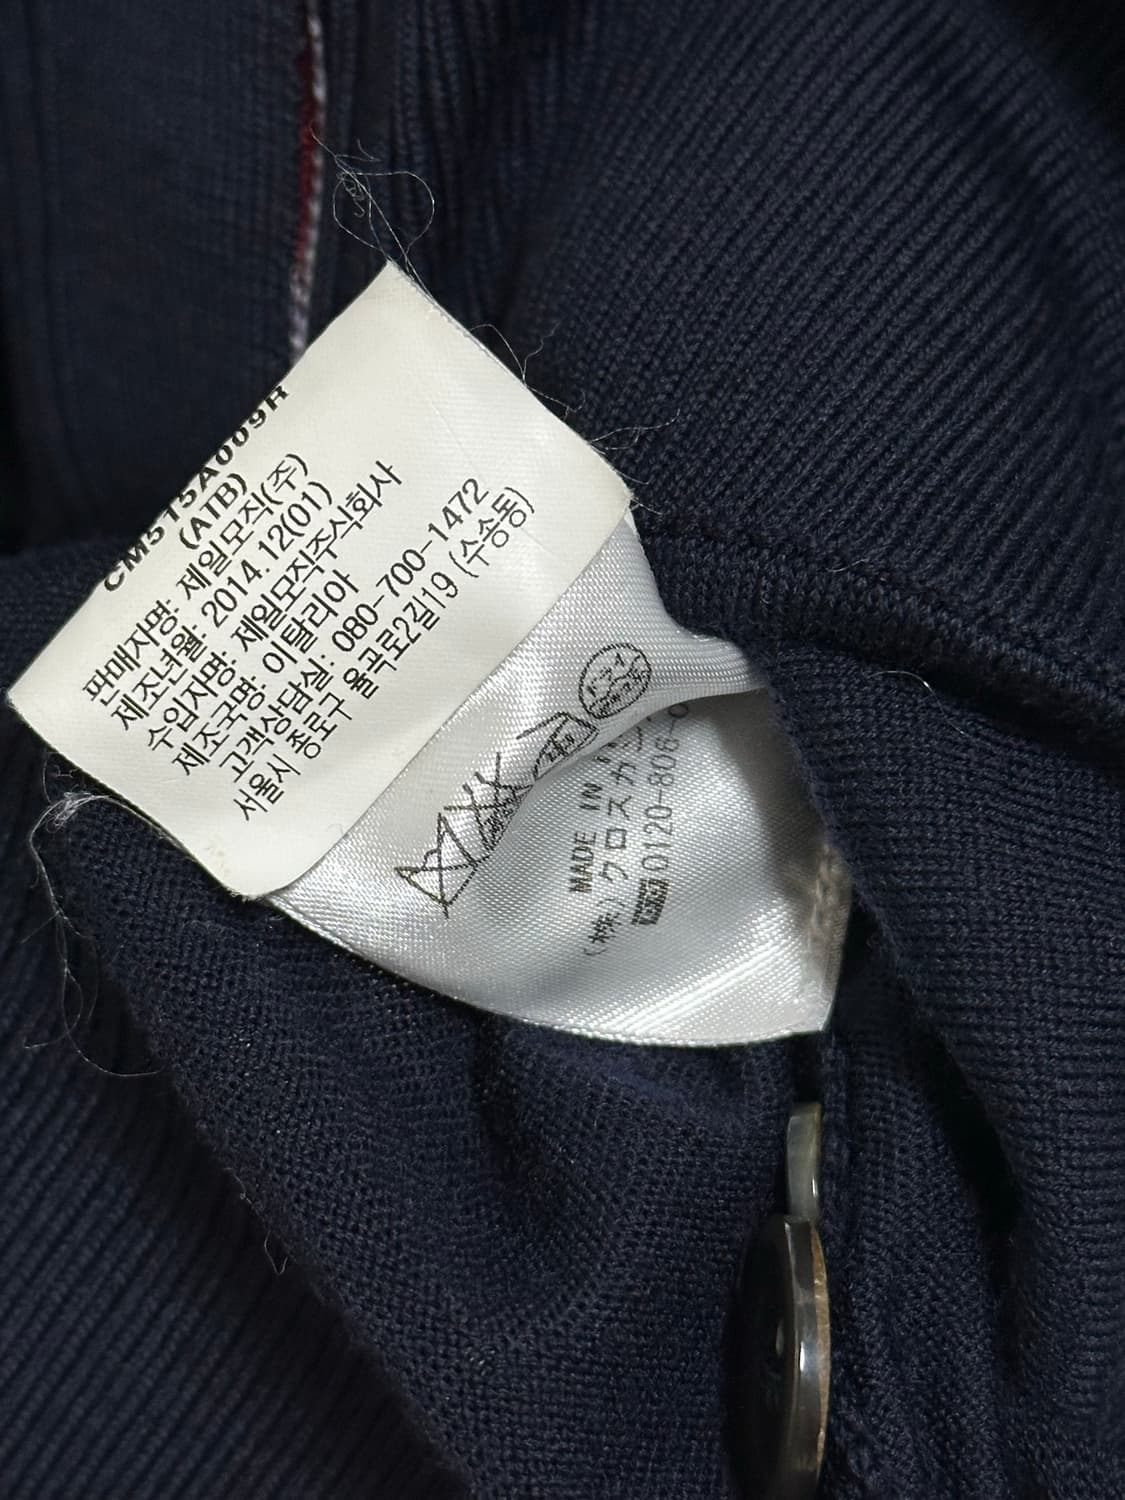 CM515A009R
(ATB)
판매자명: 제일모직(주)
제조년월: 2014.12(01)
수입자명: 제일모직주식회사
제조국명: 이탈리아
고객상담실: 080-700-1472
서울시 종로구 율곡로2길19 (수송동)
MADE IN
(株) クロスカン
0120-806-0